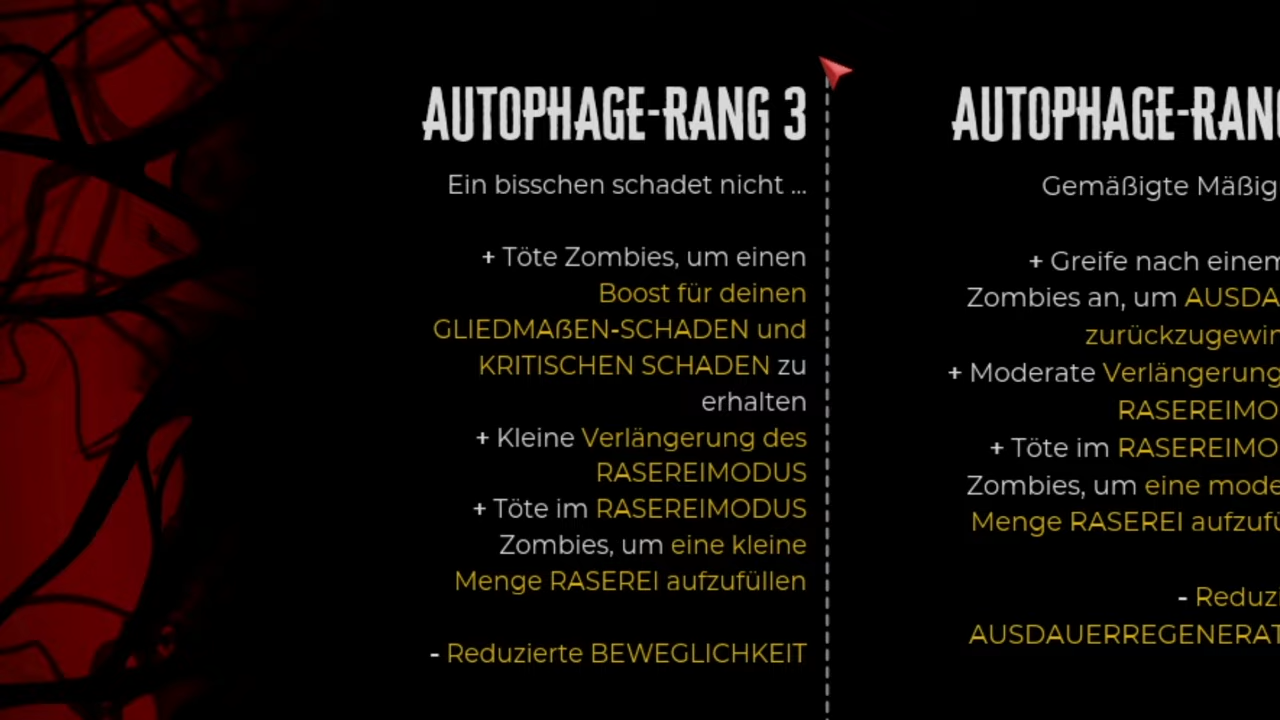 AUTOPHAGE-RANG 3
Ein bisschen schadet nicht ...
+ Töte Zombies, um einen
Boost für deinen
GLIEDMAßEN-SCHADEN und
KRITISCHEN SCHADEN zu
erhalten
+ Kleine Verlängerung des
RASEREIMODUS
+ Töte im RASEREIMODUS
Zombies, um eine kleine
Menge RASEREI aufzufüllen
- Reduzierte BEWEGLICHKEIT
AUTOPHAGE-RANG
Gemäßigte
+ Greife nach einem
Zombies an, um
+ Moderate Verlängerung
+ Töte im
Zombies, um eine
Menge RASEREI
-